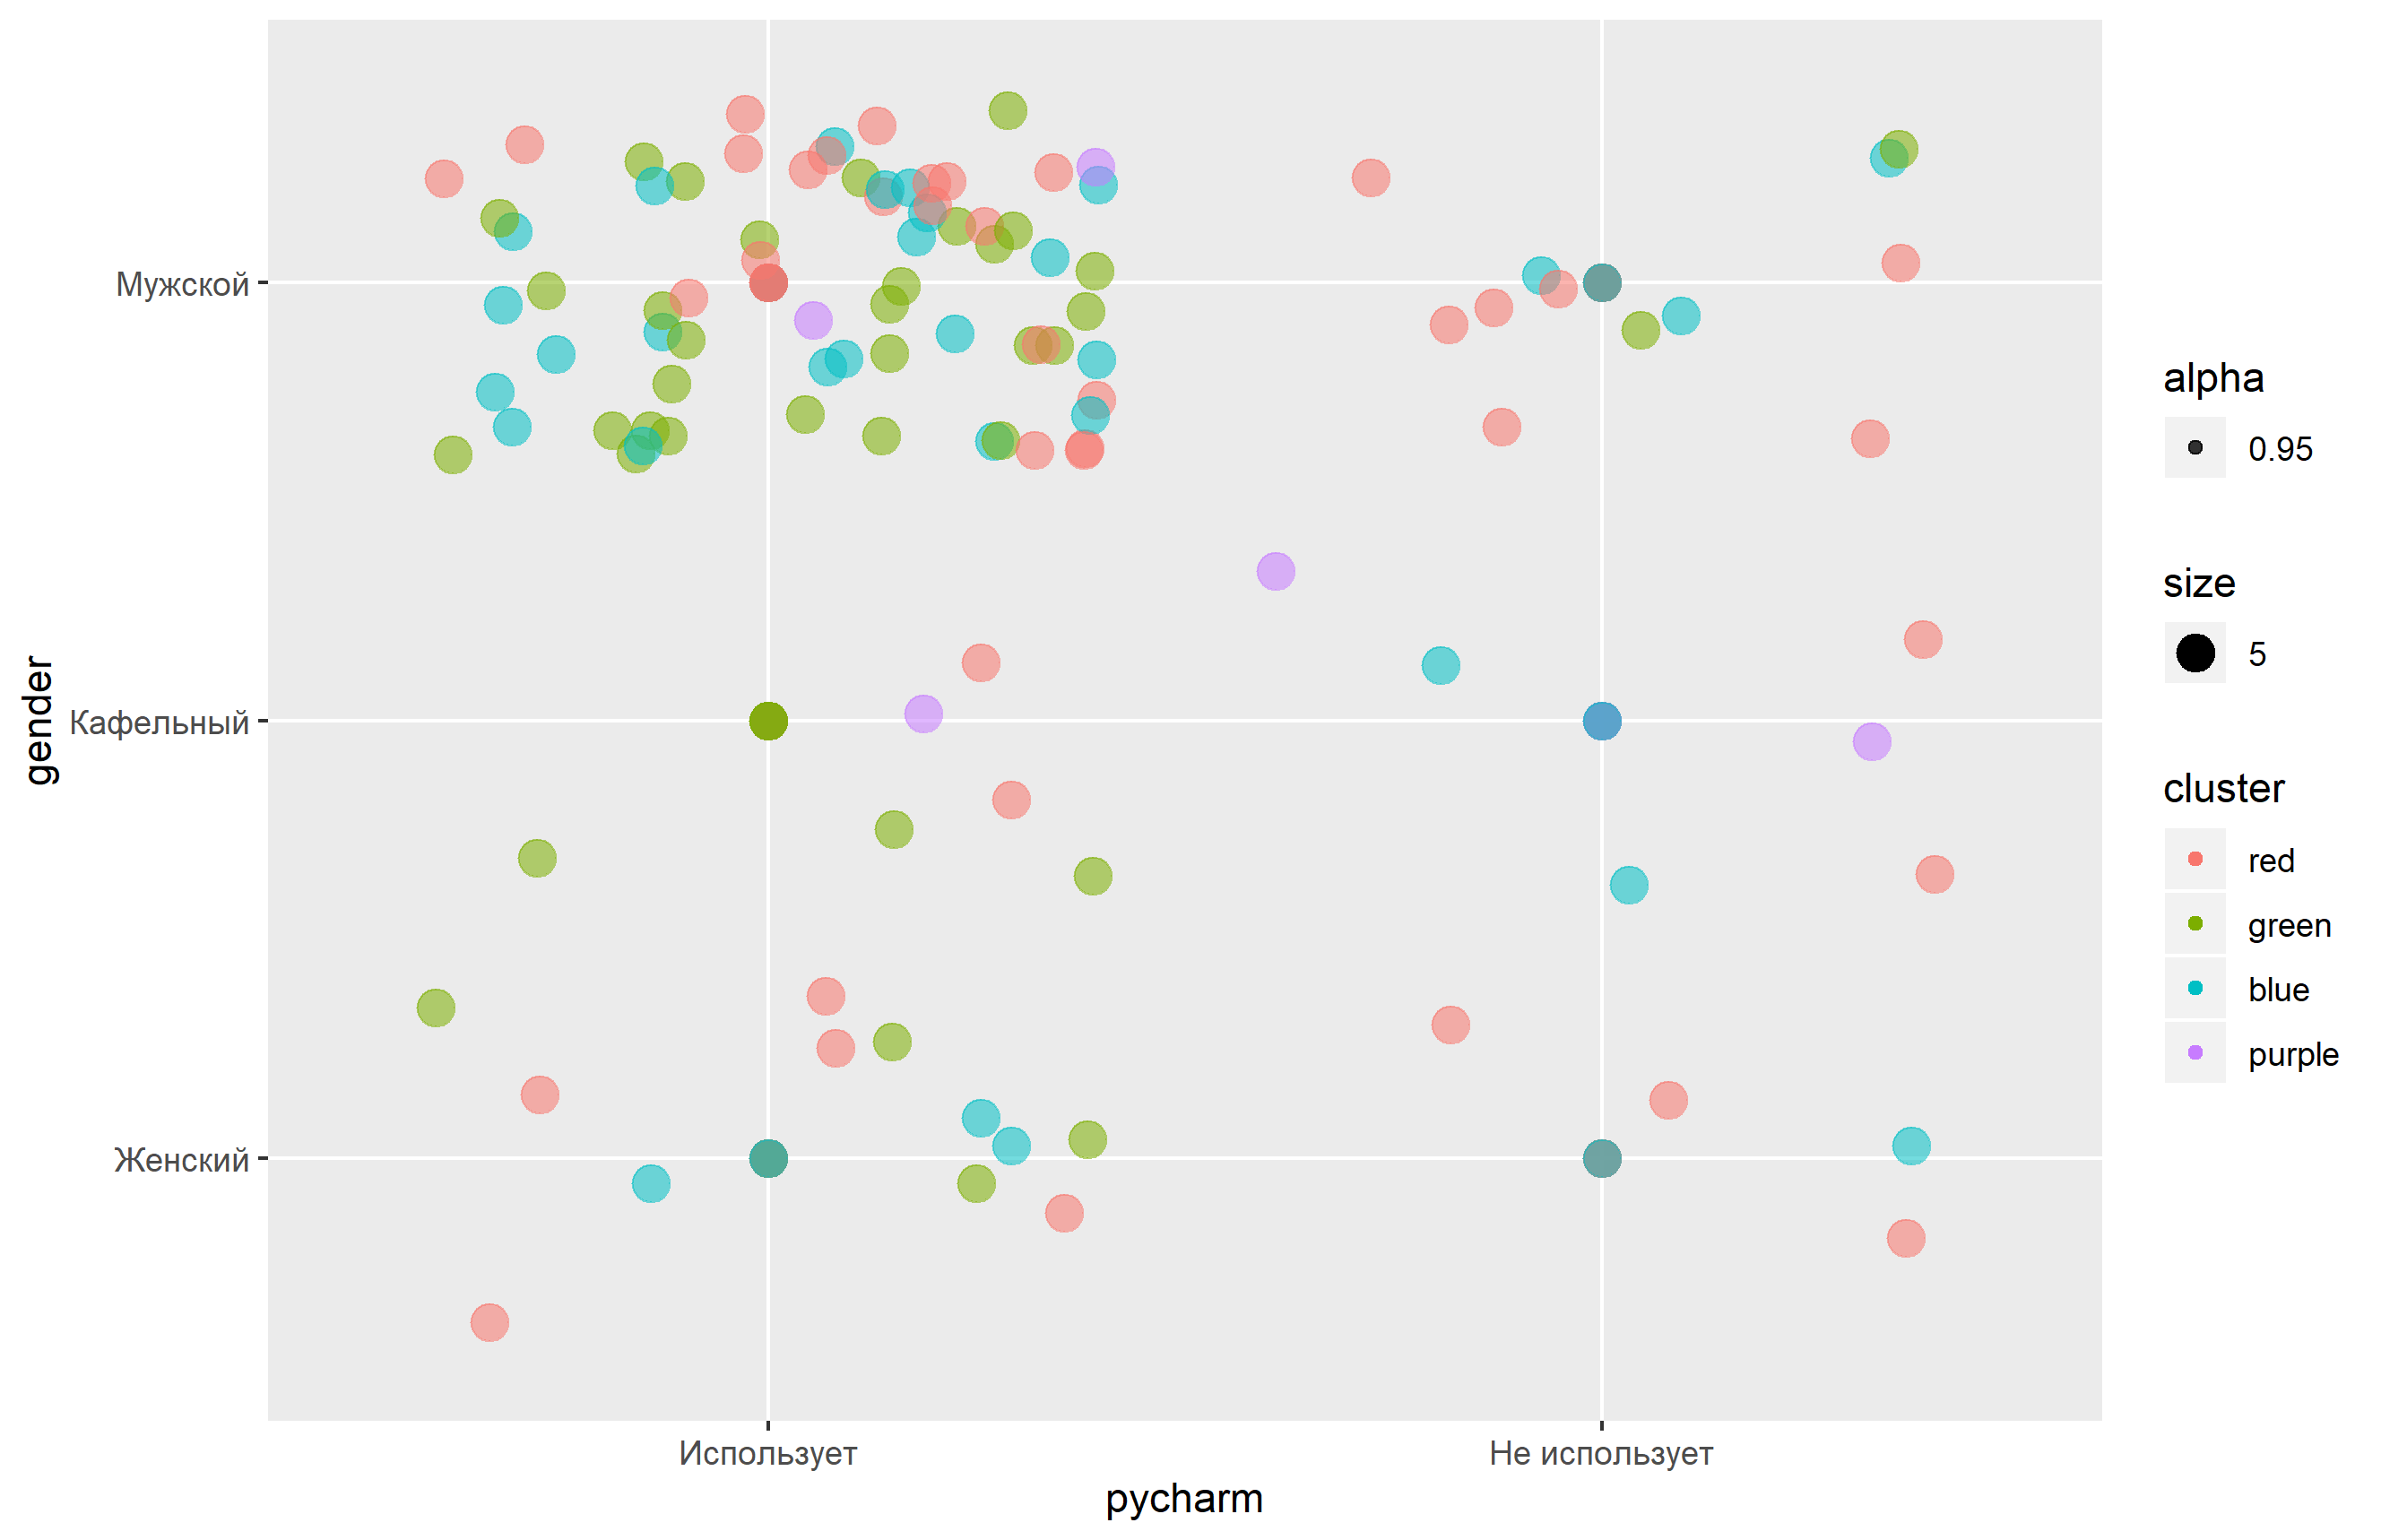 Мужской
Кафельный
Женский
gender
Использует
Не использует
pycharm
alpha
0.95
size
5
cluster
red
green
blue
purple